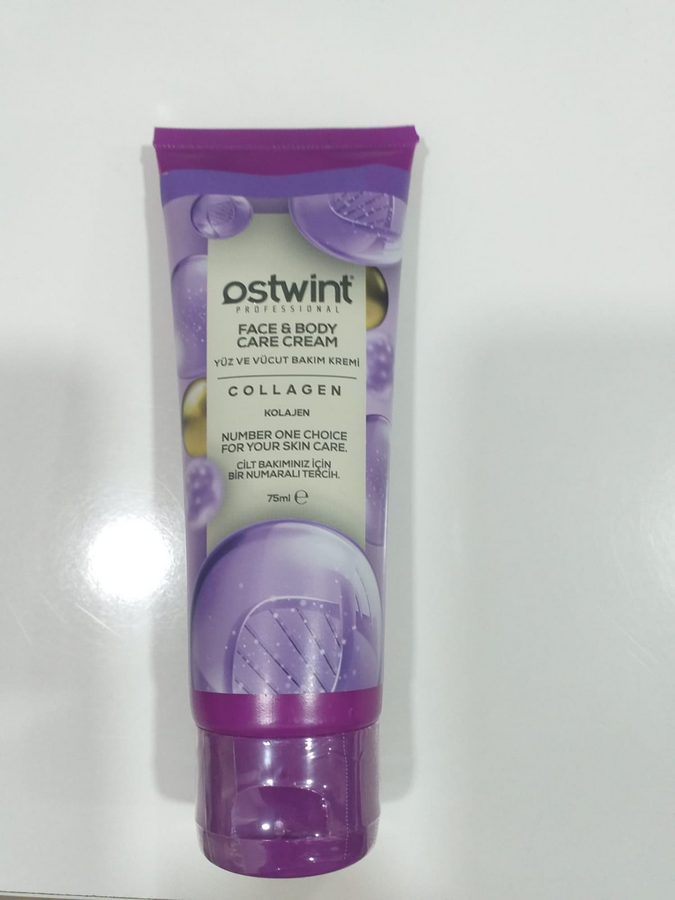 ostwint
PROFESSIONAL
FACE & BODY
CARE CREAM
YÜZ VE VÜCUT BAKIM KREMİ
COLLAGEN
KOLAJEN
NUMBER ONE CHOICE
FOR YOUR SKIN CARE.
CİLT BAKIMINIZ İÇİN
BİR NUMARALI TERCİH.
75ml ℮